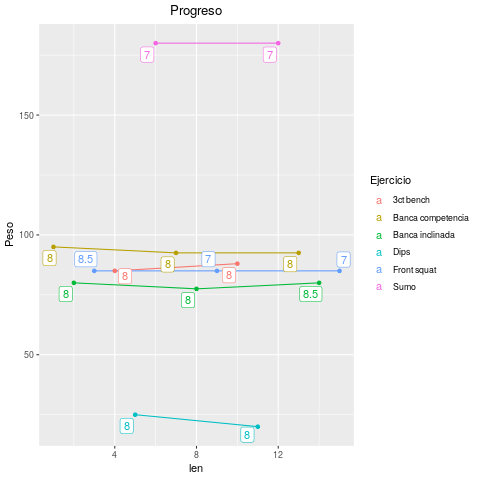 Progreso
7
7
150
Peso
100
50
8
8.5
8
7
8
7
8
8
8
8
8.5
8
8
4
8
12
len
Ejercicio
a 3ct bench
a Banca competencia
a Banca inclinada
a Dips
a Front squat
a Sumo